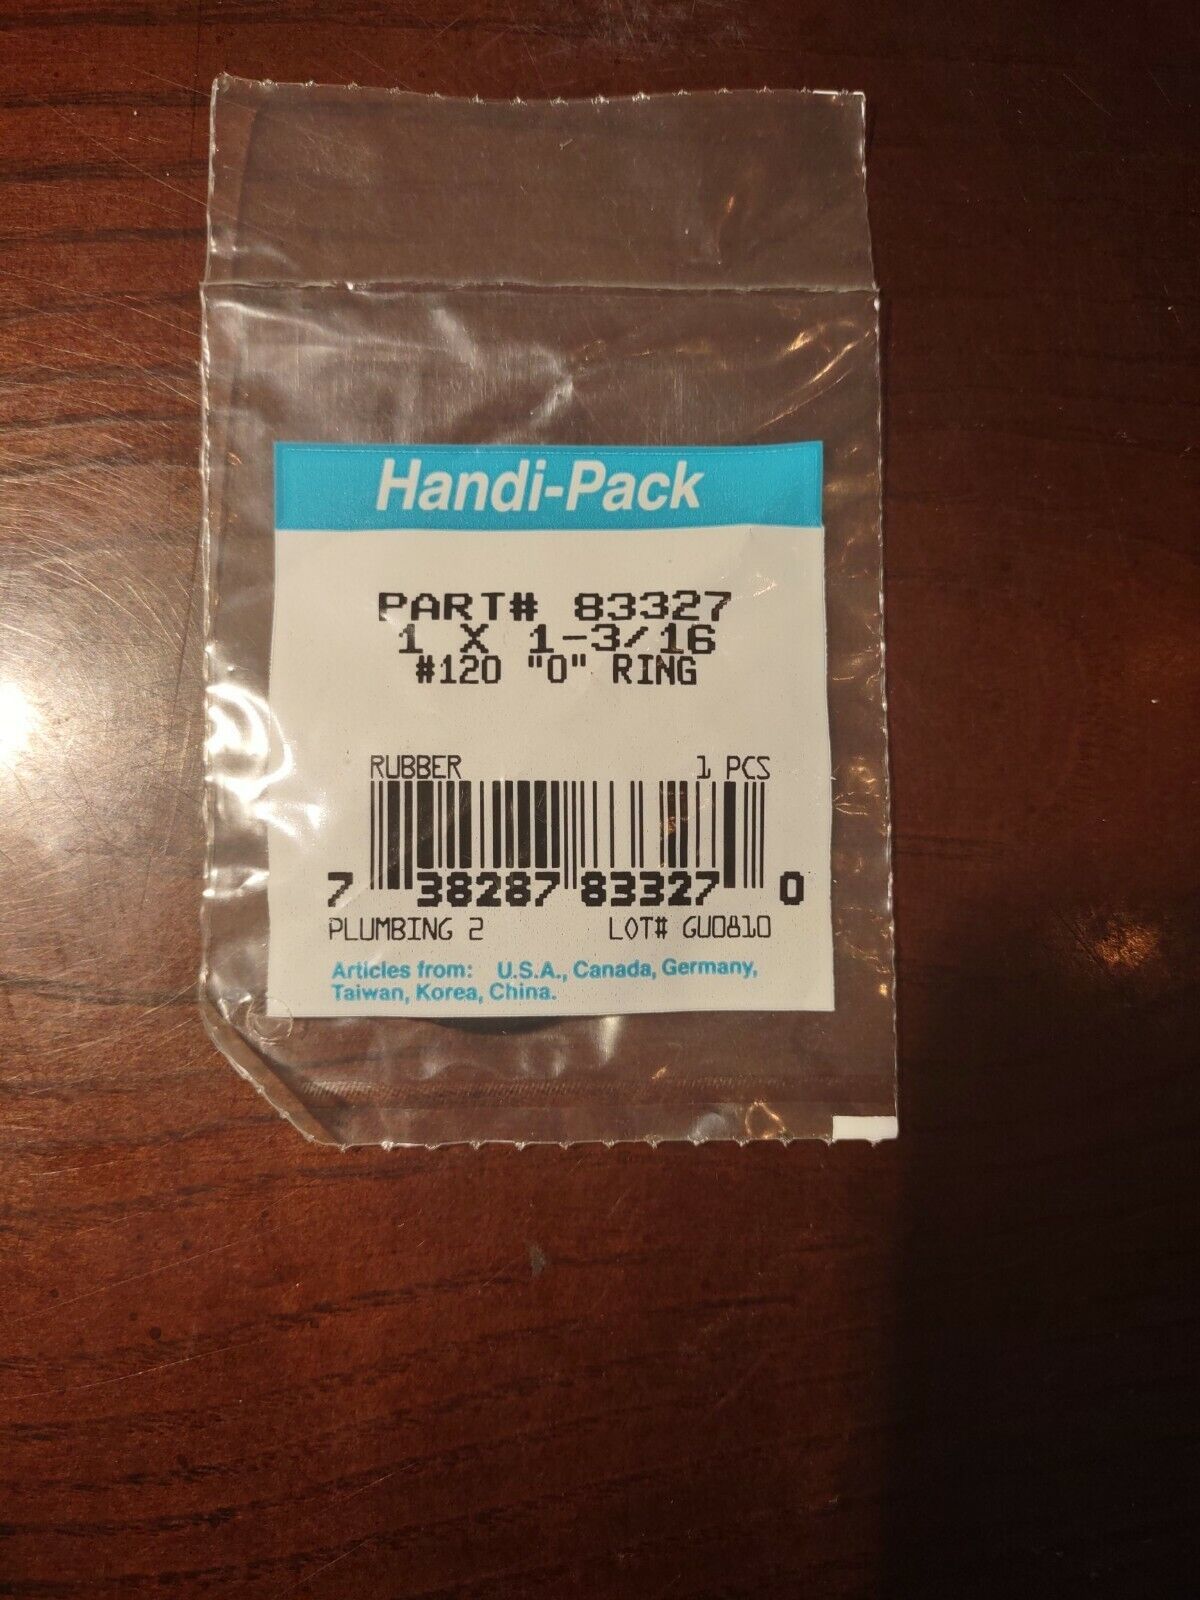 Handi-Pack
PART# 83327
1 X 1-3/16
#120 "O" RING
RUBBER 1 PCS
7 38287 83327 0
PLUMBING 2 LOT# GU0810
Articles from: U.S.A., Canada, Germany,
Taiwan, Korea, China.